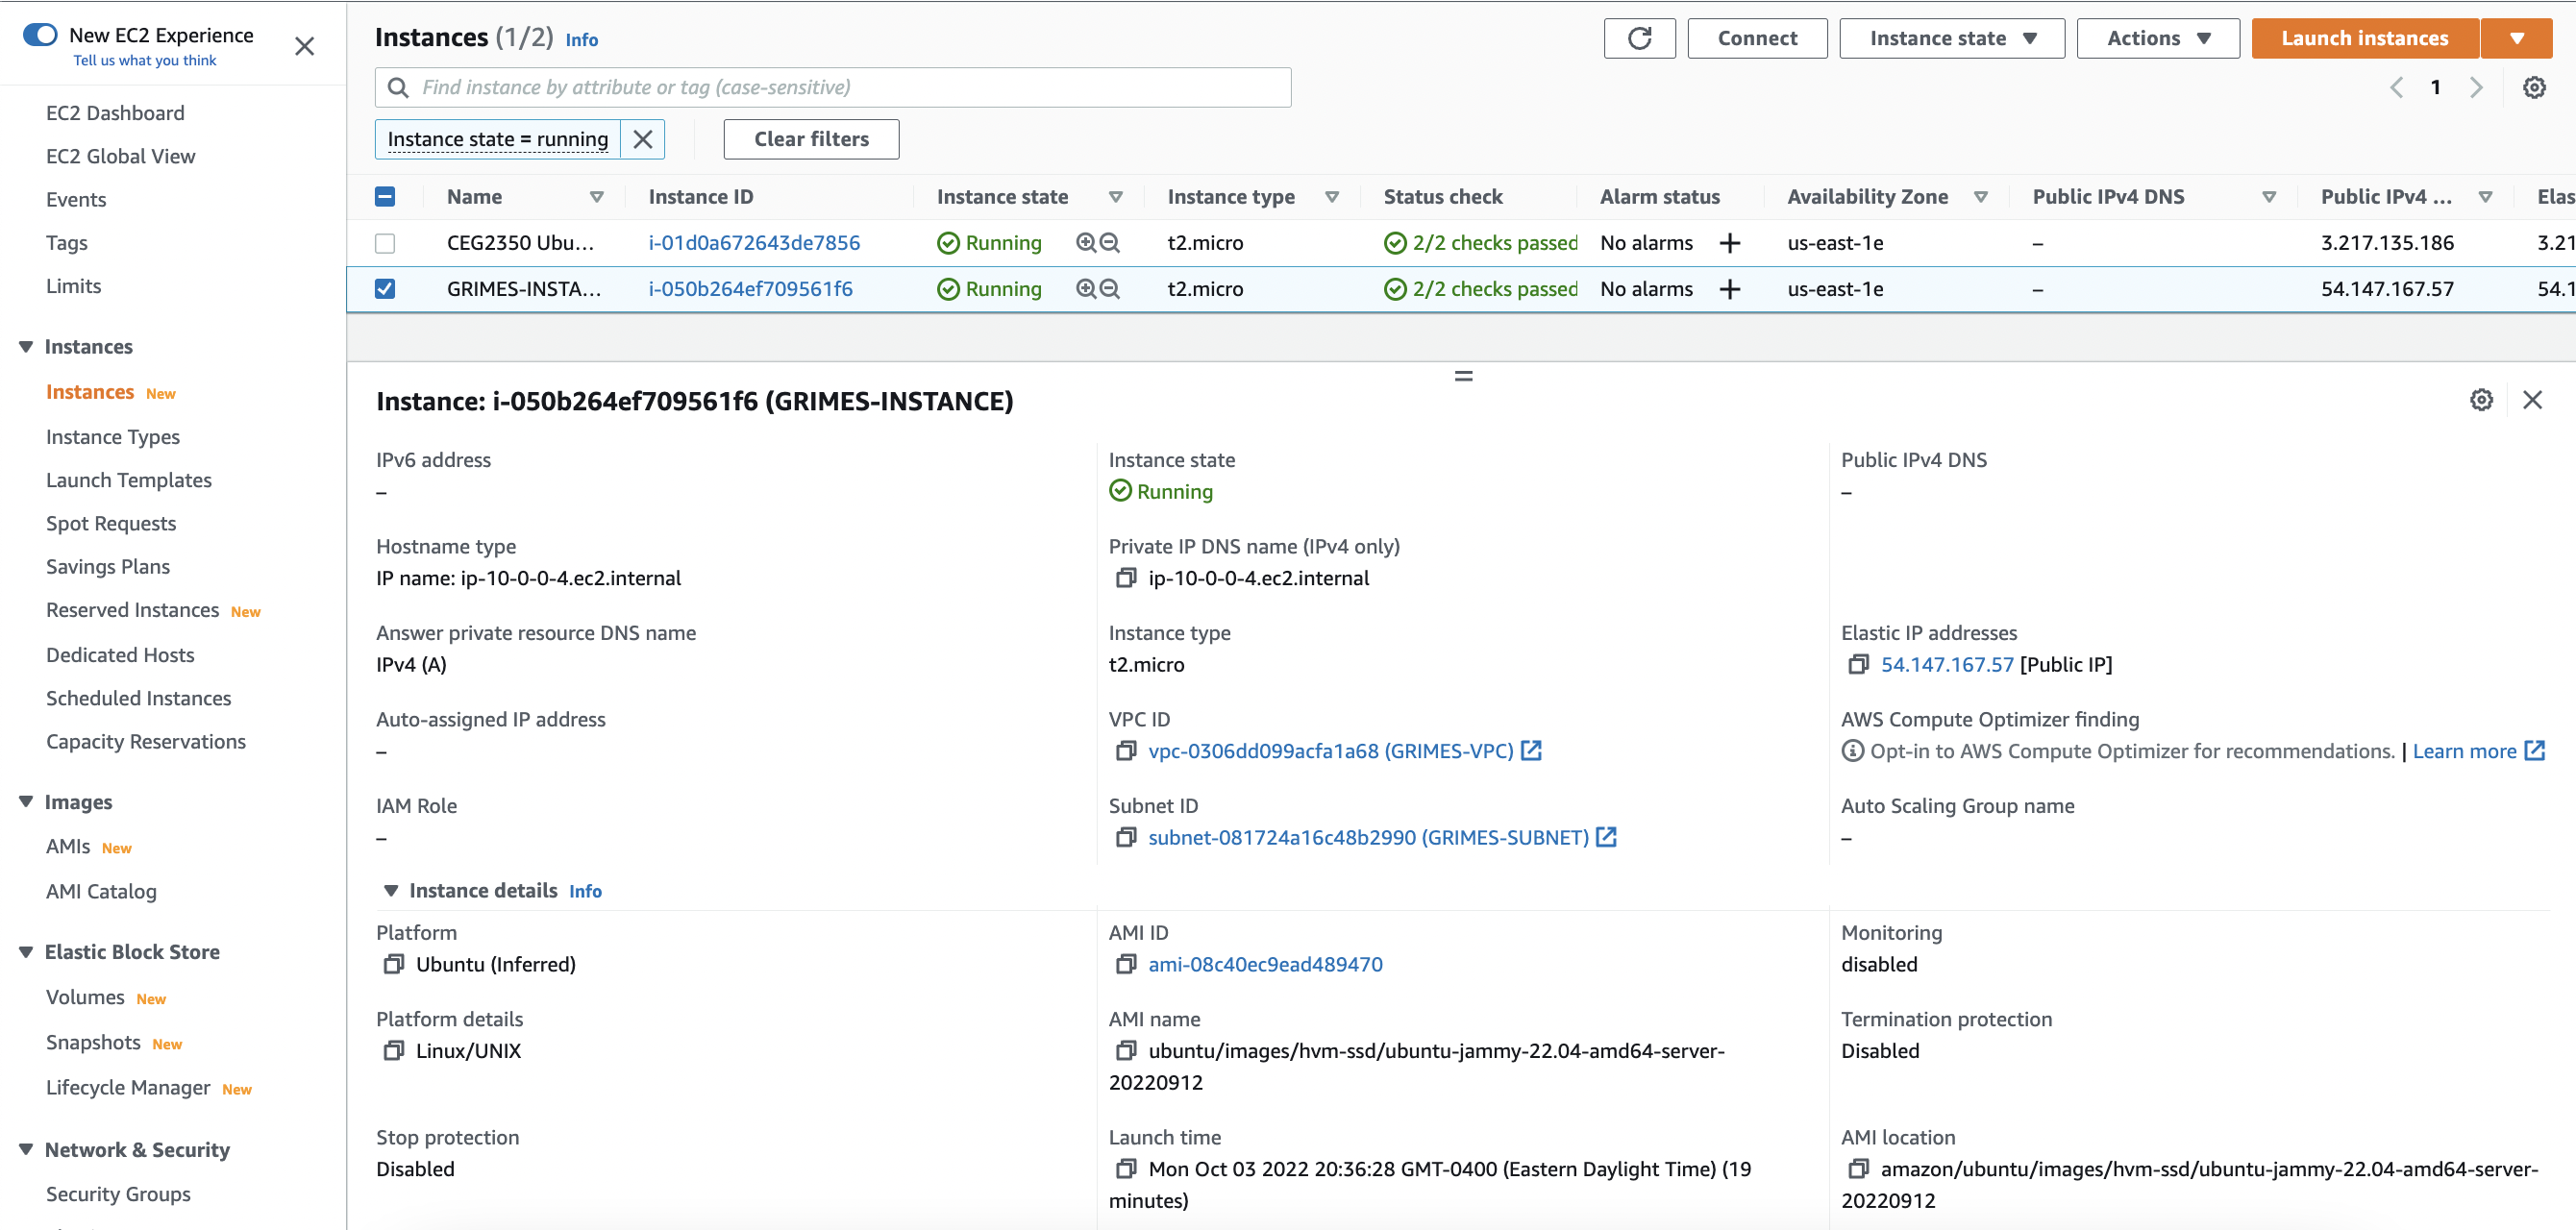 New EC2 Experience
Tell us what you think
EC2 Dashboard
EC2 Global View
Events
Tags
Limits
Instances
Instances New
Instance Types
Launch Templates
Spot Requests
Savings Plans
Reserved Instances New
Dedicated Hosts
Scheduled Instances
Capacity Reservations
Images
AMIs New
AMI Catalog
Elastic Block Store
Volumes New
Snapshots New
Lifecycle Manager New
Network & Security
Security Groups
Instances (1/2) Info
Connect
Instance state
Actions
Launch instances
Find instance by attribute or tag (case-sensitive)
1
Instance state = running
Clear filters
Name Instance ID Instance state Instance type Status check Alarm status Availability Zone Public IPv4 DNS Public IPv4 ... Elas
CEG2350 Ubu... i-01d0a672643de7856 Running t2.micro 2/2 checks passed No alarms + us-east-1e – 3.217.135.186 3.21
GRIMES-INSTA... i-050b264ef709561f6 Running t2.micro 2/2 checks passed No alarms + us-east-1e – 54.147.167.57 54.1
Instance: i-050b264ef709561f6 (GRIMES-INSTANCE)
IPv6 address
–
Instance state
Running
Public IPv4 DNS
–
Hostname type
IP name: ip-10-0-0-4.ec2.internal
Private IP DNS name (IPv4 only)
ip-10-0-0-4.ec2.internal
Answer private resource DNS name
IPv4 (A)
Instance type
t2.micro
Elastic IP addresses
54.147.167.57 [Public IP]
Auto-assigned IP address
–
VPC ID
vpc-0306dd099acfa1a68 (GRIMES-VPC)
AWS Compute Optimizer finding
Opt-in to AWS Compute Optimizer for recommendations. | Learn more
IAM Role
–
Subnet ID
subnet-081724a16c48b2990 (GRIMES-SUBNET)
Auto Scaling Group name
–
Instance details Info
Platform
Ubuntu (Inferred)
AMI ID
ami-08c40ec9ead489470
Monitoring
disabled
Platform details
Linux/UNIX
AMI name
ubuntu/images/hvm-ssd/ubuntu-jammy-22.04-amd64-server-
20220912
Termination protection
Disabled
Stop protection
Disabled
Launch time
Mon Oct 03 2022 20:36:28 GMT-0400 (Eastern Daylight Time) (19
minutes)
AMI location
amazon/ubuntu/images/hvm-ssd/ubuntu-jammy-22.04-amd64-server-
20220912